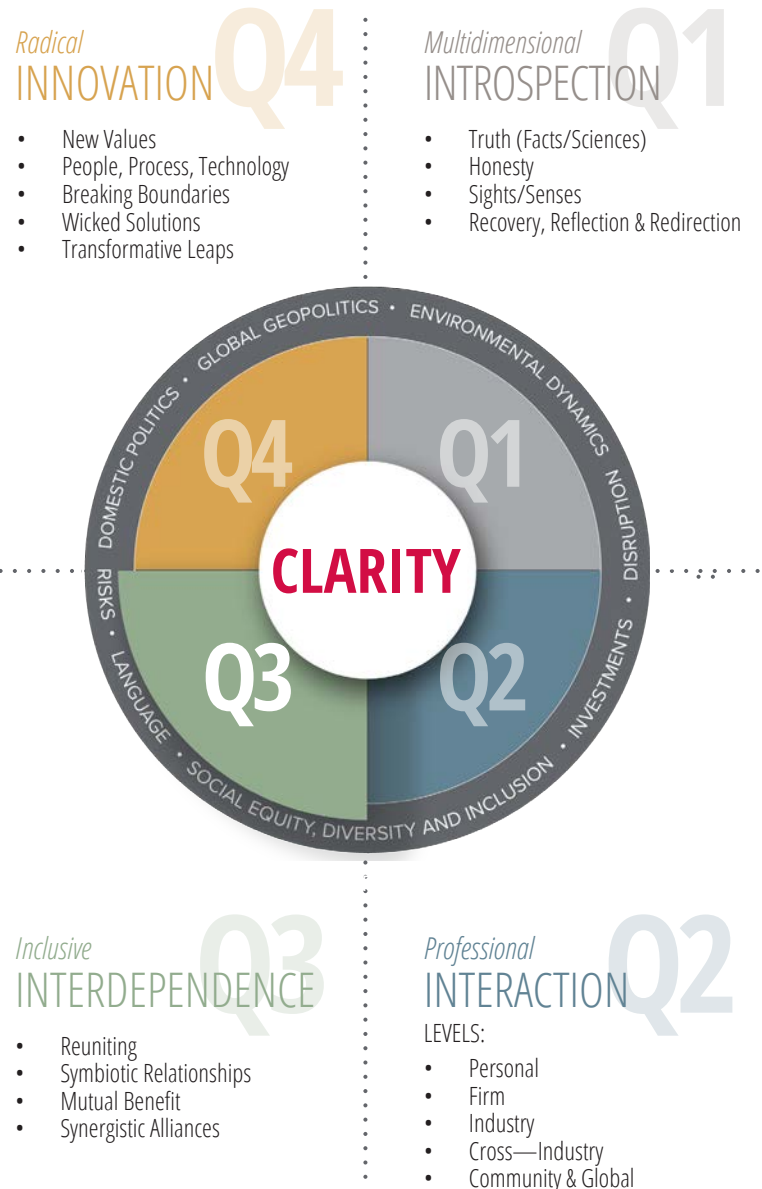 Radical
INNOVATION
Q4
• New Values
• People, Process, Technology
• Breaking Boundaries
• Wicked Solutions
• Transformative Leaps
Multidimensional
INTROSPECTION
Q1
• Truth (Facts/Sciences)
• Honesty
• Sights/Senses
• Recovery, Reflection & Redirection
DOMESTIC POLITICS • GLOBAL GEOPOLITICS • ENVIRONMENTAL DYNAMICS
DISRUPTION • INVESTMENTS • SOCIAL EQUITY, DIVERSITY AND INCLUSION • LANGUAGE • RISKS
Q4
Q1
CLARITY
Q3
Q2
Inclusive
INTERDEPENDENCE
Q3
• Reuniting
• Symbiotic Relationships
• Mutual Benefit
• Synergistic Alliances
Professional
INTERACTION
Q2
LEVELS:
• Personal
• Firm
• Industry
• Cross—Industry
• Community & Global